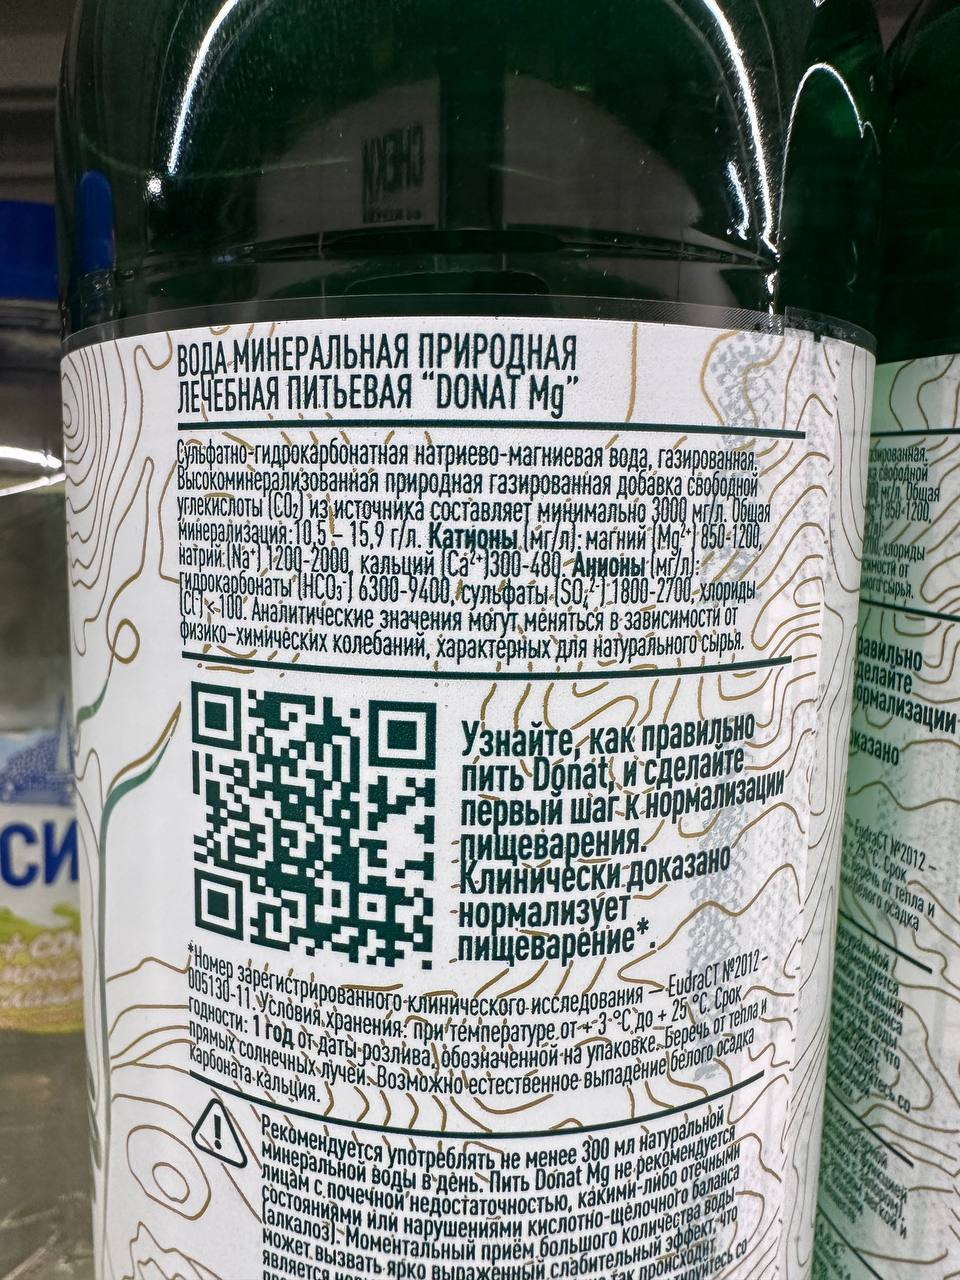 ВОДА МИНЕРАЛЬНАЯ ПРИРОДНАЯ
ЛЕЧЕБНАЯ ПИТЬЕВАЯ “DONAT Mg”
Сульфатно-гидрокарбонатная натриево-магниевая вода, газированная.
Высокоминерализованная природная газированная добавка свободной
углекислоты (CO₂) из источника составляет минимально 3000 мг/л. Общая
минерализация: 10,5 – 15,9 г/л. Катионы (мг/л): магний (Mg²⁺) 850-1200,
натрий (Na⁺) 1200-2000, кальций (Ca²⁺)300-480. Анионы (мг/л):
гидрокарбонаты (HCO₃⁻) 6300-9400, сульфаты (SO₄²⁻) 1800-2700, хлориды
(Cl⁻) <100. Аналитические значения могут меняться в зависимости от
физико-химических колебаний, характерных для натурального сырья.
Узнайте, как правильно
пить Donat, и сделайте
первый шаг к нормализации
пищеварения.
Клинически доказано
нормализует
пищеварение*.
*Номер зарегистрированного клинического исследования — EudraCT №2012 –
005130-11. Условия хранения: при температуре от + 3 °C до + 25 °C. Срок
годности: 1 год от даты розлива, обозначенной на упаковке. Беречь от тепла и
прямых солнечных лучей. Возможно естественное выпадение белого осадка
карбоната кальция.
Рекомендуется употреблять не менее 300 мл натуральной
минеральной воды в день. Пить Donat Mg не рекомендуется
лицам с почечной недостаточностью, какими-либо отечными
состояниями или нарушениями кислотно-щелочного баланса
(алкалоз). Моментальный приём большого количества воды
может вызвать ярко выраженный слабительный эффект, что
СИ